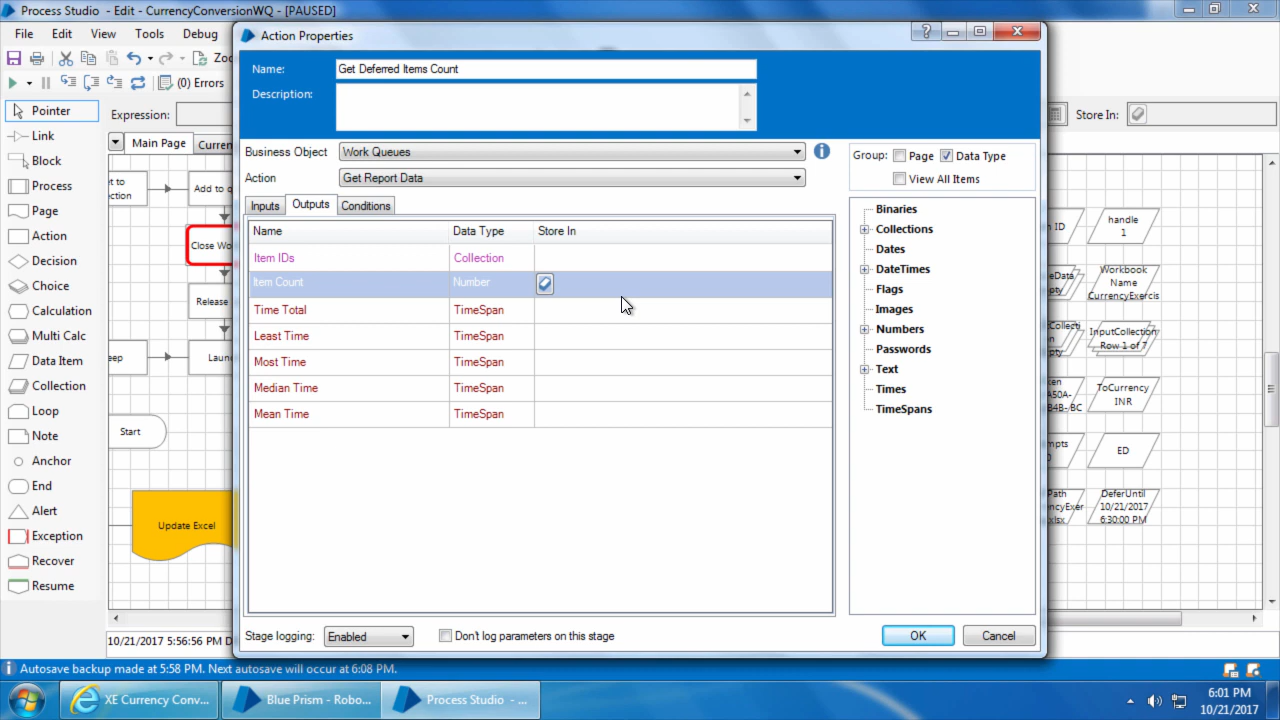 Process Studio - Edit - CurrencyConversionWQ - [PAUSED]
File Edit View Tools Debug
Action Properties
(0) Errors
Expression:
Store In:
Name: Get Deferred Items Count
Description:
Business Object Work Queues
Action Get Report Data
Group: Page Data Type
View All Items
Inputs Outputs Conditions
Name Data Type Store In
Item IDs Collection
Item Count Number
Time Total TimeSpan
Least Time TimeSpan
Most Time TimeSpan
Median Time TimeSpan
Mean Time TimeSpan
Binaries
Collections
Dates
DateTimes
Flags
Images
Numbers
Passwords
Text
Times
TimeSpans
Stage logging: Enabled Don't log parameters on this stage
OK Cancel
Pointer
Link
Block
Process
Page
Action
Decision
Choice
Calculation
Multi Calc
Data Item
Collection
Loop
Note
Anchor
End
Alert
Exception
Recover
Resume
Main Page Curren
Add to q
Close Wo
Release
Laun
Start
Update Excel
ID
handle
1
Workbook
Name
CurrencyExercis
InputCollection
Row 1 of 7
ToCurrency
INR
ED
DeferUntil
10/21/2017
6:30:00 PM
10/21/2017 5:56:56 PM D
Autosave backup made at 5:58 PM. Next autosave will occur at 6:08 PM.
XE Currency Conv... Blue Prism - Robo... Process Studio - ...
6:01 PM
10/21/2017